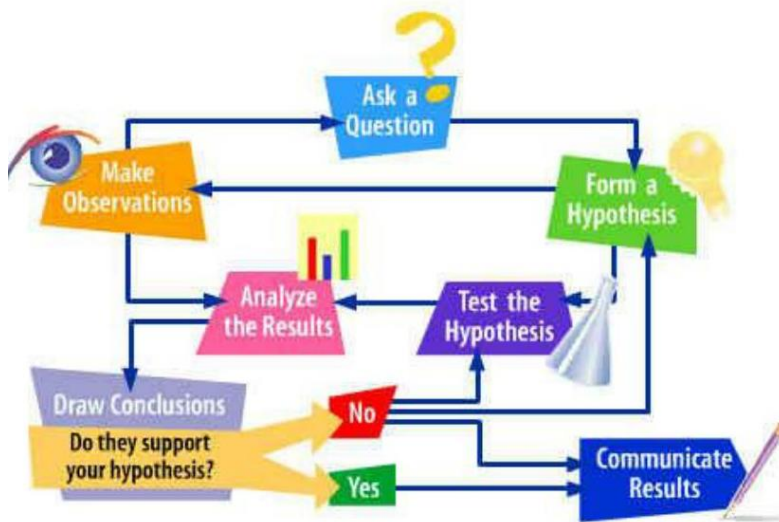 Ask a
Question
Make
Observations
Form a
Hypothesis
Analyze
the Results
Test the
Hypothesis
Draw Conclusions
Do they support
your hypothesis?
No
Yes
Communicate
Results